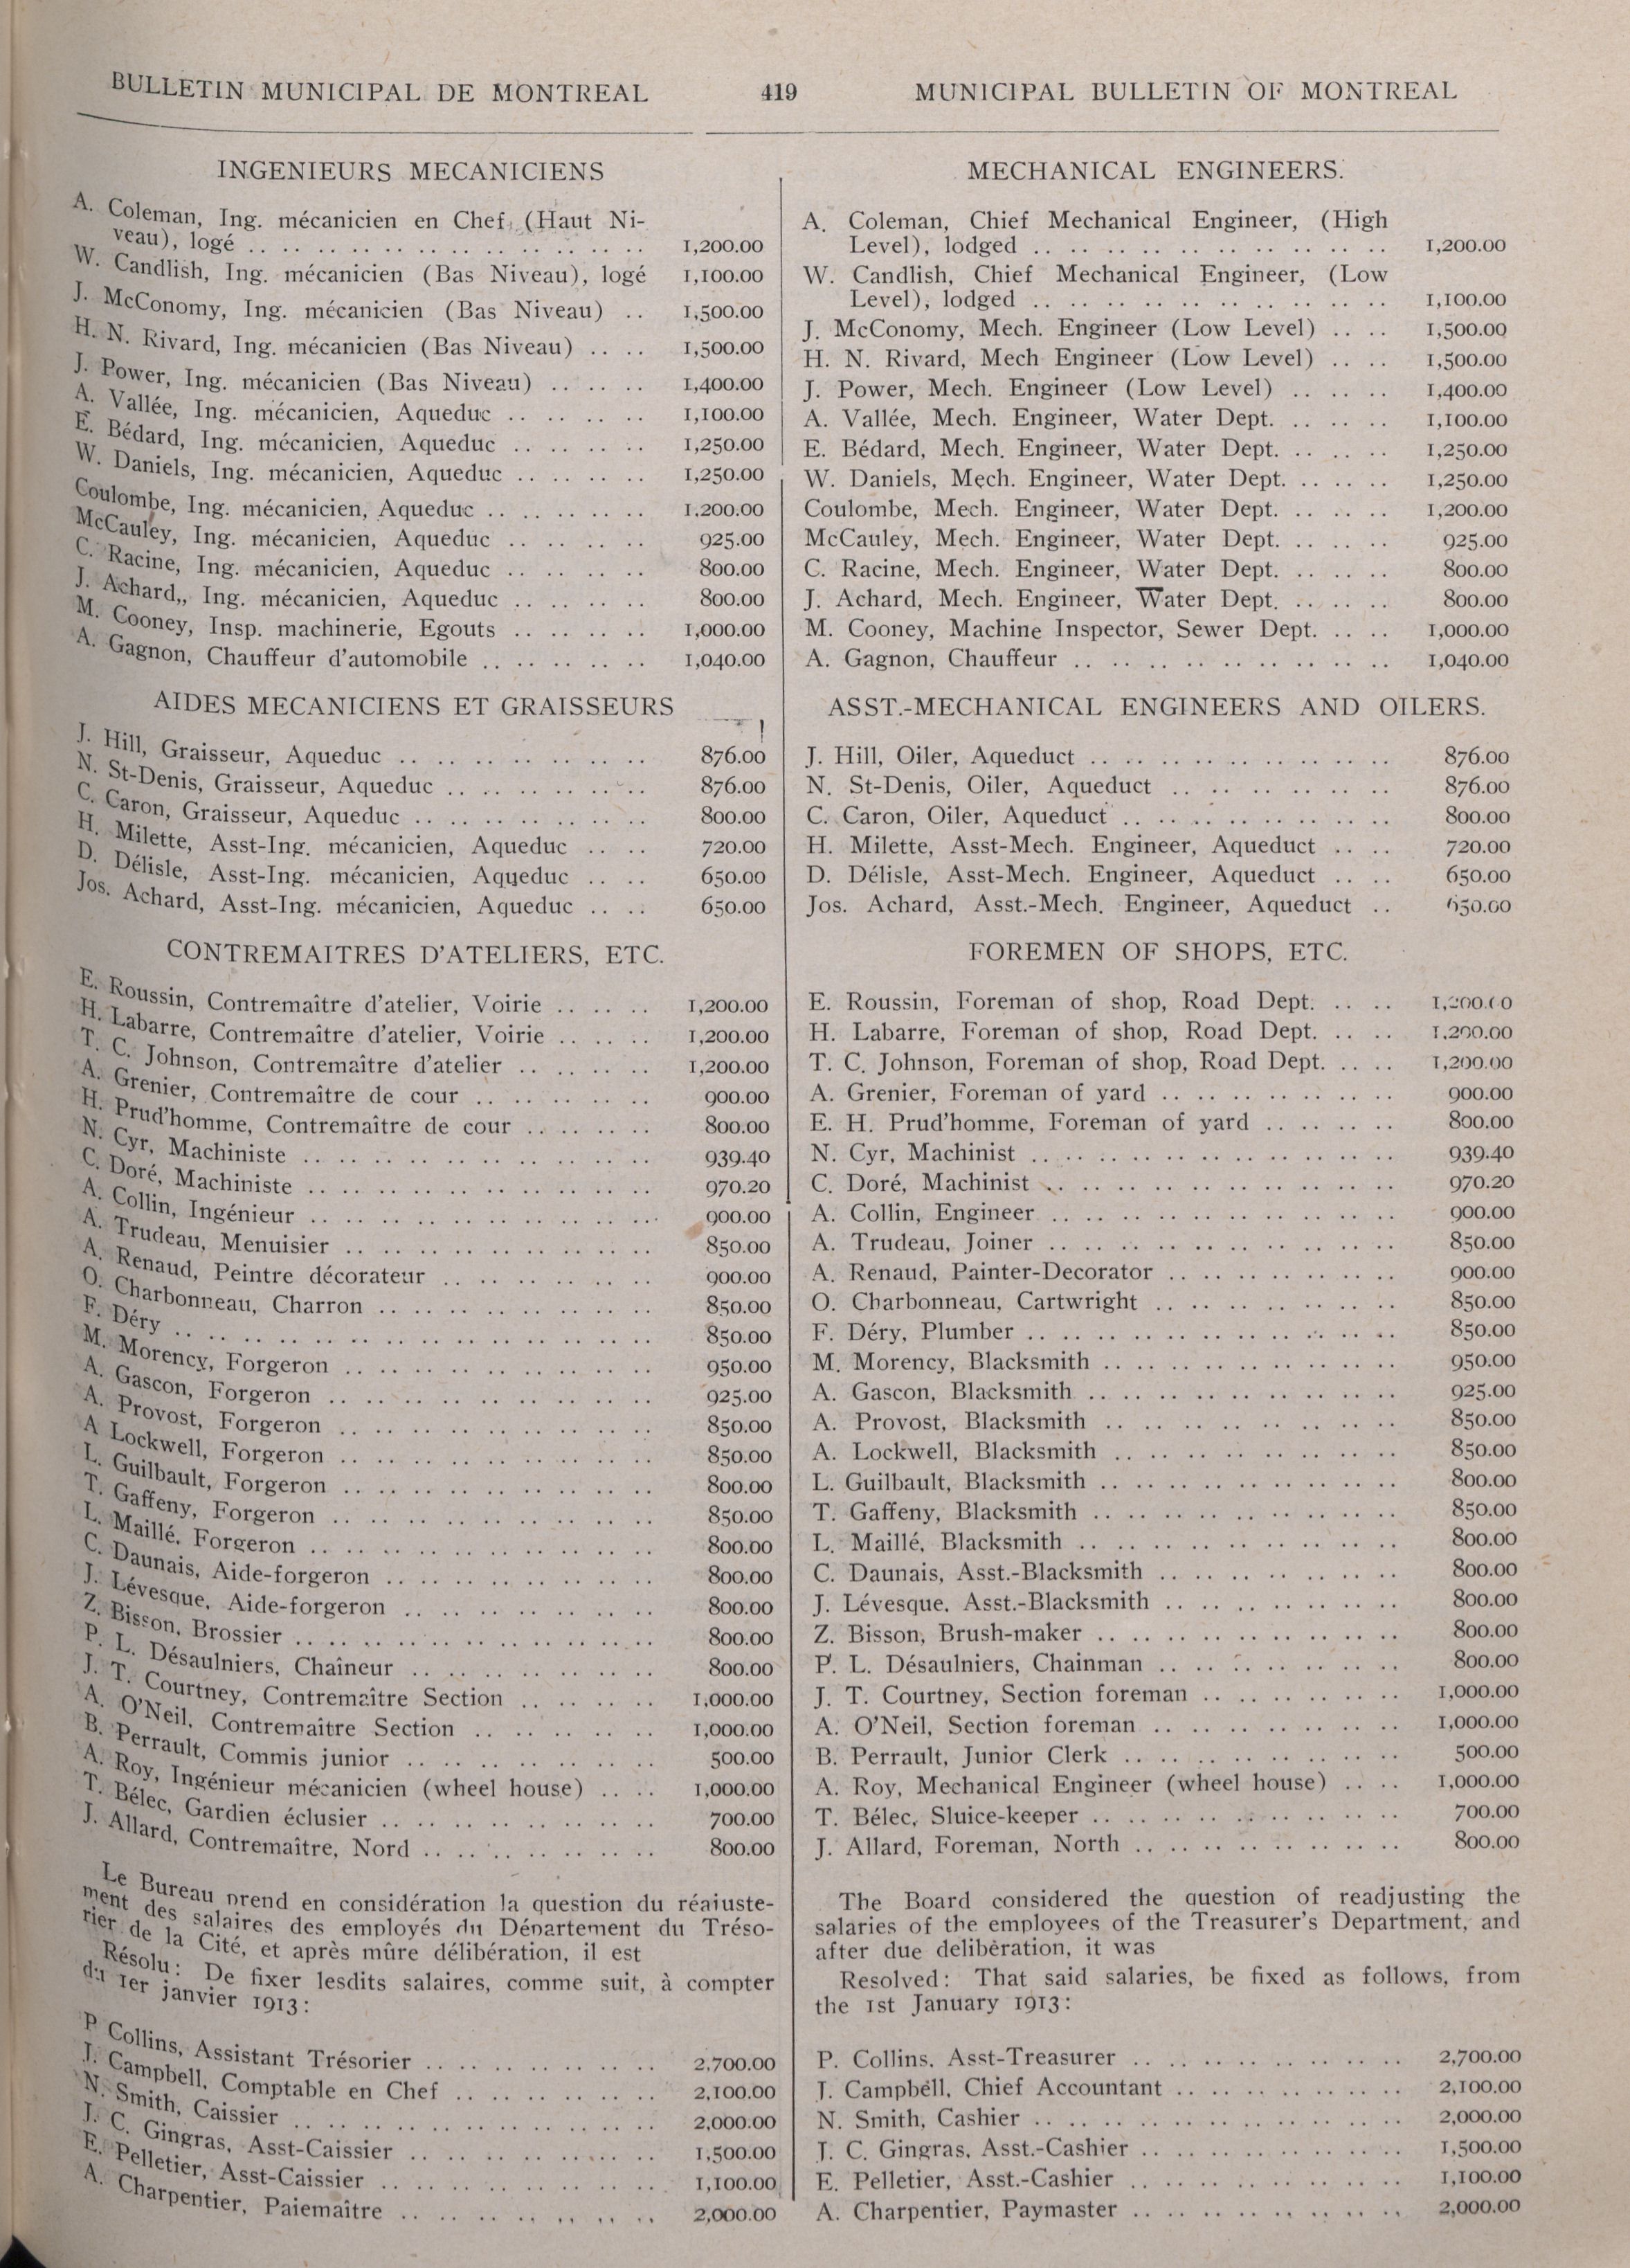 BULLETIN MUNICIPAL DE MONTREAL
419
MUNICIPAL BULLETIN OF MONTREAL
INGENIEURS MECANICIENS
A. Coleman, Ing. mécanicien en Chef, (Haut Ni-
veau), logé .. .. .. .. .. .. .. .. .. .. .. .. 1,200.00
W. Candlish, Ing. mécanicien (Bas Niveau), logé 1,100.00
J. McConomy, Ing. mécanicien (Bas Niveau) .. 1,500.00
H. N. Rivard, Ing. mécanicien (Bas Niveau) .. .. 1,500.00
J. Power, Ing. mécanicien (Bas Niveau) .. .. .. 1,400.00
A. Vallée, Ing. mécanicien, Aqueduc .. .. .. .. 1,100.00
E. Bédard, Ing. mécanicien, Aqueduc .. .. .. .. 1,250.00
W. Daniels, Ing. mécanicien, Aqueduc .. .. .. .. 1,250.00
Coulombe, Ing. mécanicien, Aqueduc .. .. .. .. .. 1.200.00
McCauley, Ing. mécanicien, Aqueduc .. .. .. .. 925.00
C. Racine, Ing. mécanicien, Aqueduc .. .. .. .. 800.00
J. Achard,, Ing. mécanicien, Aqueduc .. .. .. .. 800.00
M. Cooney, Insp. machinerie, Egouts .. .. .. .. 1,000.00
A. Gagnon, Chauffeur d'automobile .. .. .. .. .. 1,040.00
AIDES MECANICIENS ET GRAISSEURS
J. Hill, Graisseur, Aqueduc .. .. .. .. .. .. .. 876.00
N. St-Denis, Graisseur, Aqueduc .. .. .. .. .. .. 876.00
C. Caron, Graisseur, Aqueduc .. .. .. .. .. .. .. 800.00
H. Milette, Asst-Ing. mécanicien, Aqueduc .. .. 720.00
D. Délisle, Asst-Ing. mécanicien, Aqueduc .. .. 650.00
Jos. Achard, Asst-Ing. mécanicien, Aqueduc .. .. 650.00
CONTREMAITRES D'ATELIERS, ETC.
E. Roussin, Contremaître d'atelier, Voirie .. .. .. 1,200.00
H. Labarre, Contremaître d'atelier, Voirie .. .. .. 1,200.00
T. C. Johnson, Contremaître d'atelier .. .. .. .. 1,200.00
A. Grenier, Contremaître de cour .. .. .. .. .. 900.00
H. Prud'homme, Contremaître de cour .. .. .. .. 800.00
N. Cyr, Machiniste .. .. .. .. .. .. .. .. .. .. 939.40
C. Doré, Machiniste .. .. .. .. .. .. .. .. .. .. 970.20
A. Collin, Ingénieur .. .. .. .. .. .. .. .. .. .. 900.00
A. Trudeau, Menuisier .. .. .. .. .. .. .. .. .. 850.00
A. Renaud, Peintre décorateur .. .. .. .. .. .. 900.00
O. Charbonneau, Charron .. .. .. .. .. .. .. .. 850.00
F. Déry .. .. .. .. .. .. .. .. .. .. .. .. .. .. 850.00
M. Morency, Forgeron .. .. .. .. .. .. .. .. .. 950.00
A. Gascon, Forgeron .. .. .. .. .. .. .. .. .. .. 925.00
A. Provost, Forgeron .. .. .. .. .. .. .. .. .. 850.00
A Lockwell, Forgeron .. .. .. .. .. .. .. .. .. 850.00
L. Guilbault, Forgeron .. .. .. .. .. .. .. .. .. 800.00
T. Gaffeny, Forgeron .. .. .. .. .. .. .. .. .. 850.00
L. Maillé, Forgeron .. .. .. .. .. .. .. .. .. .. 800.00
C. Daunais, Aide-forgeron .. .. .. .. .. .. .. .. 800.00
J. Lévesque, Aide-forgeron .. .. .. .. .. .. .. 800.00
Z. Bisson, Brossier .. .. .. .. .. .. .. .. .. .. 800.00
P. L. Désaulniers, Chaîneur .. .. .. .. .. .. .. 800.00
J. T. Courtney, Contremaître Section .. .. .. .. 1,000.00
A. O'Neil, Contremaître Section .. .. .. .. .. .. 1,000.00
B. Perrault, Commis junior .. .. .. .. .. .. .. 500.00
A. Roy, Ingénieur mécanicien (wheel house) .. .. 1,000.00
T. Bélec, Gardien éclusier .. .. .. .. .. .. .. .. 700.00
J. Allard, Contremaître, Nord .. .. .. .. .. .. .. 800.00
Le Bureau prend en considération la question du réajuste-
ment des salaires des employés du Département du Tréso-
rier de la Cité, et après mûre délibération, il est
Résolu: De fixer lesdits salaires, comme suit, à compter
du 1er janvier 1913:
P Collins, Assistant Trésorier .. .. .. .. .. .. .. 2,700.00
J. Campbell, Comptable en Chef .. .. .. .. .. .. 2,100.00
N. Smith, Caissier .. .. .. .. .. .. .. .. .. .. 2,000.00
J. C. Gingras, Asst-Caissier .. .. .. .. .. .. .. 1,500.00
E. Pelletier, Asst-Caissier .. .. .. .. .. .. .. .. 1,100.00
A. Charpentier, Paiemaître .. .. .. .. .. .. .. .. 2,000.00
MECHANICAL ENGINEERS.
A. Coleman, Chief Mechanical Engineer, (High
Level), lodged .. .. .. .. .. .. .. .. .. .. 1,200.00
W. Candlish, Chief Mechanical Engineer, (Low
Level), lodged .. .. .. .. .. .. .. .. .. .. 1,100.00
J. McConomy, Mech. Engineer (Low Level) .. .. 1,500.00
H. N. Rivard, Mech Engineer (Low Level) .. .. 1,500.00
J. Power, Mech. Engineer (Low Level) .. .. .. 1,400.00
A. Vallée, Mech. Engineer, Water Dept. .. .. .. 1,100.00
E. Bédard, Mech. Engineer, Water Dept. .. .. .. 1,250.00
W. Daniels, Mech. Engineer, Water Dept. .. .. .. 1,250.00
Coulombe, Mech. Engineer, Water Dept. .. .. .. 1,200.00
McCauley, Mech. Engineer, Water Dept. .. .. .. 925.00
C. Racine, Mech. Engineer, Water Dept. .. .. .. 800.00
J. Achard, Mech. Engineer, Water Dept. .. .. .. 800.00
M. Cooney, Machine Inspector, Sewer Dept. .. .. 1,000.00
A. Gagnon, Chauffeur .. .. .. .. .. .. .. .. .. 1,040.00
ASST.-MECHANICAL ENGINEERS AND OILERS.
J. Hill, Oiler, Aqueduct .. .. .. .. .. .. .. .. .. 876.00
N. St-Denis, Oiler, Aqueduct .. .. .. .. .. .. 876.00
C. Caron, Oiler, Aqueduct .. .. .. .. .. .. .. .. 800.00
H. Milette, Asst-Mech. Engineer, Aqueduct .. .. 720.00
D. Délisle, Asst-Mech. Engineer, Aqueduct .. .. 650.00
Jos. Achard, Asst.-Mech. Engineer, Aqueduct .. 650.00
FOREMEN OF SHOPS, ETC.
E. Roussin, Foreman of shop, Road Dept. .. .. 1,200.00
H. Labarre, Foreman of shop, Road Dept. .. .. 1.200.00
T. C. Johnson, Foreman of shop, Road Dept. .. .. 1,200.00
A. Grenier, Foreman of yard .. .. .. .. .. .. .. 900.00
E. H. Prud'homme, Foreman of yard .. .. .. .. 800.00
N. Cyr, Machinist .. .. .. .. .. .. .. .. .. .. .. 939.40
C. Doré, Machinist .. .. .. .. .. .. .. .. .. .. 970.20
A. Collin, Engineer .. .. .. .. .. .. .. .. .. .. 900.00
A. Trudeau, Joiner .. .. .. .. .. .. .. .. .. .. 850.00
A. Renaud, Painter-Decorator .. .. .. .. .. .. .. 900.00
O. Charbonneau, Cartwright .. .. .. .. .. .. .. 850.00
F. Déry, Plumber .. .. .. .. .. .. .. .. .. .. .. 850.00
M. Morency, Blacksmith .. .. .. .. .. .. .. .. .. 950.00
A. Gascon, Blacksmith .. .. .. .. .. .. .. .. .. 925.00
A. Provost, Blacksmith .. .. .. .. .. .. .. .. .. 850.00
A. Lockwell, Blacksmith .. .. .. .. .. .. .. .. 850.00
L. Guilbault, Blacksmith .. .. .. .. .. .. .. .. .. 800.00
T. Gaffeny, Blacksmith .. .. .. .. .. .. .. .. .. 850.00
L. Maillé, Blacksmith .. .. .. .. .. .. .. .. .. 800.00
C. Daunais, Asst.-Blacksmith .. .. .. .. .. .. .. 800.00
J. Lévesque. Asst.-Blacksmith .. .. .. .. .. .. .. 800.00
Z. Bisson, Brush-maker .. .. .. .. .. .. .. .. .. 800.00
P. L. Désaulniers, Chainman .. .. .. .. .. .. .. 800.00
J. T. Courtney, Section foreman .. .. .. .. .. .. 1,000.00
A. O'Neil, Section foreman .. .. .. .. .. .. .. 1,000.00
B. Perrault, Junior Clerk .. .. .. .. .. .. .. .. 500.00
A. Roy, Mechanical Engineer (wheel house) .. .. 1,000.00
T. Bélec, Sluice-keeper .. .. .. .. .. .. .. .. .. 700.00
J. Allard, Foreman, North .. .. .. .. .. .. .. .. 800.00
The Board considered the question of readjusting the
salaries of the employees of the Treasurer's Department, and
after due deliberation, it was
Resolved: That said salaries, be fixed as follows, from
the 1st January 1913:
P. Collins. Asst-Treasurer .. .. .. .. .. .. .. .. 2,700.00
J. Campbell, Chief Accountant .. .. .. .. .. .. .. 2,100.00
N. Smith, Cashier .. .. .. .. .. .. .. .. .. .. .. 2,000.00
J. C. Gingras, Asst.-Cashier .. .. .. .. .. .. .. .. 1,500.00
E. Pelletier, Asst.-Cashier .. .. .. .. .. .. .. .. 1,100.00
A. Charpentier, Paymaster .. .. .. .. .. .. .. .. 2,000.00